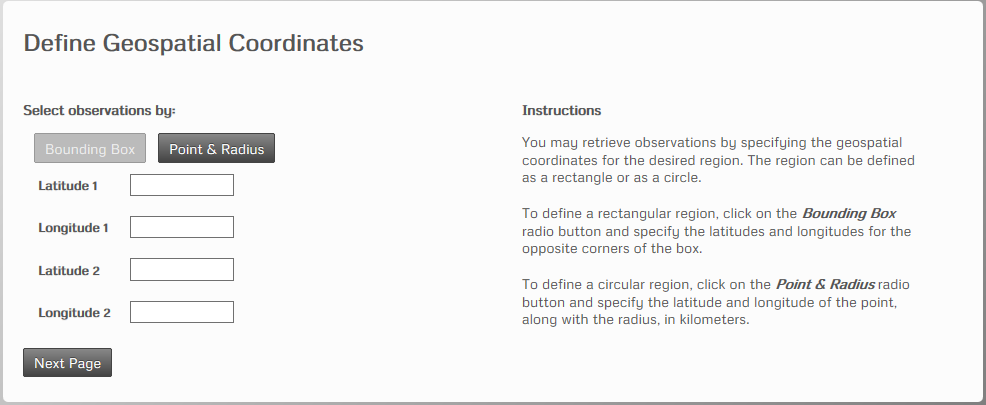 Define Geospatial Coordinates
Select observations by:
Bounding Box
Point & Radius
Latitude 1
Longitude 1
Latitude 2
Longitude 2
Next Page
Instructions
You may retrieve observations by specifying the geospatial
coordinates for the desired region. The region can be defined
as a rectangle or as a circle.
To define a rectangular region, click on the Bounding Box
radio button and specify the latitudes and longitudes for the
opposite corners of the box.
To define a circular region, click on the Point & Radius radio
button and specify the latitude and longitude of the point,
along with the radius, in kilometers.